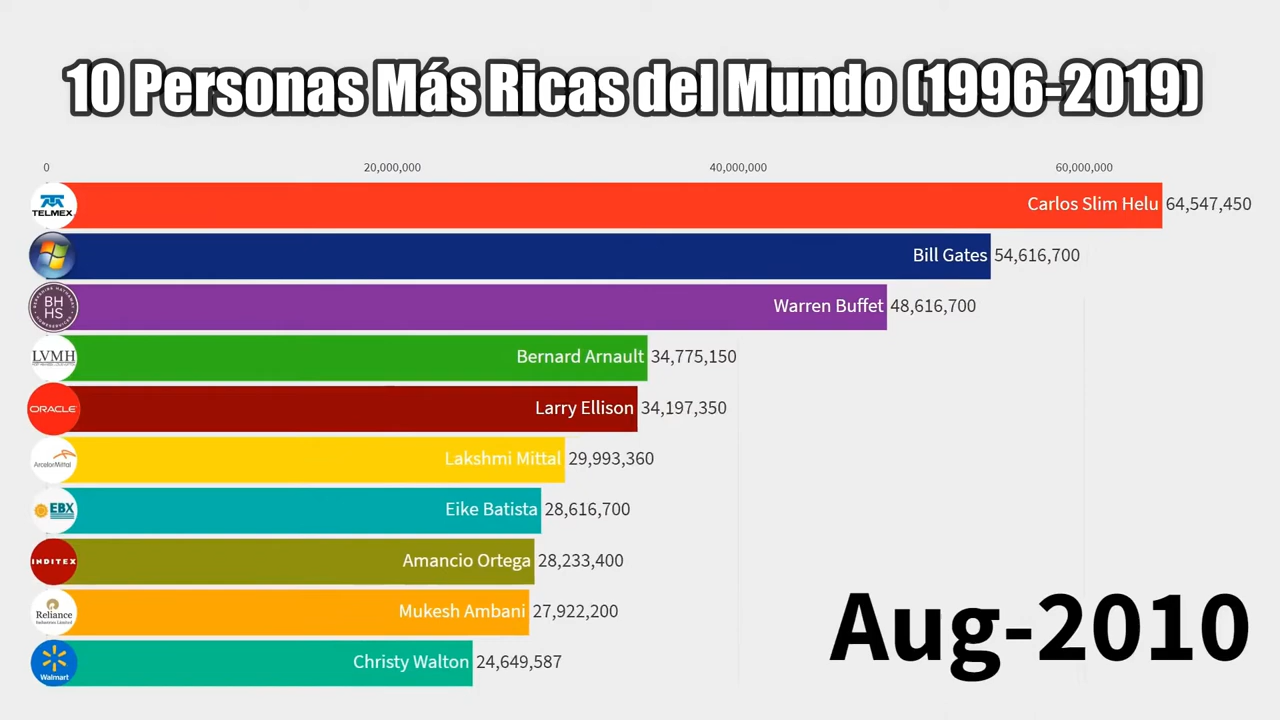 10 Personas Más Ricas del Mundo (1996-2019)
0 20,000,000 40,000,000 60,000,000
TELMEX Carlos Slim Helu 64,547,450
Bill Gates 54,616,700
BH HS Warren Buffet 48,616,700
LVMH Bernard Arnault 34,775,150
ORACLE Larry Ellison 34,197,350
ArcelorMittal Lakshmi Mittal 29,993,360
EBX Eike Batista 28,616,700
INDITEX Amancio Ortega 28,233,400
Reliance Industries Limited Mukesh Ambani 27,922,200
Walmart Christy Walton 24,649,587
Aug-2010